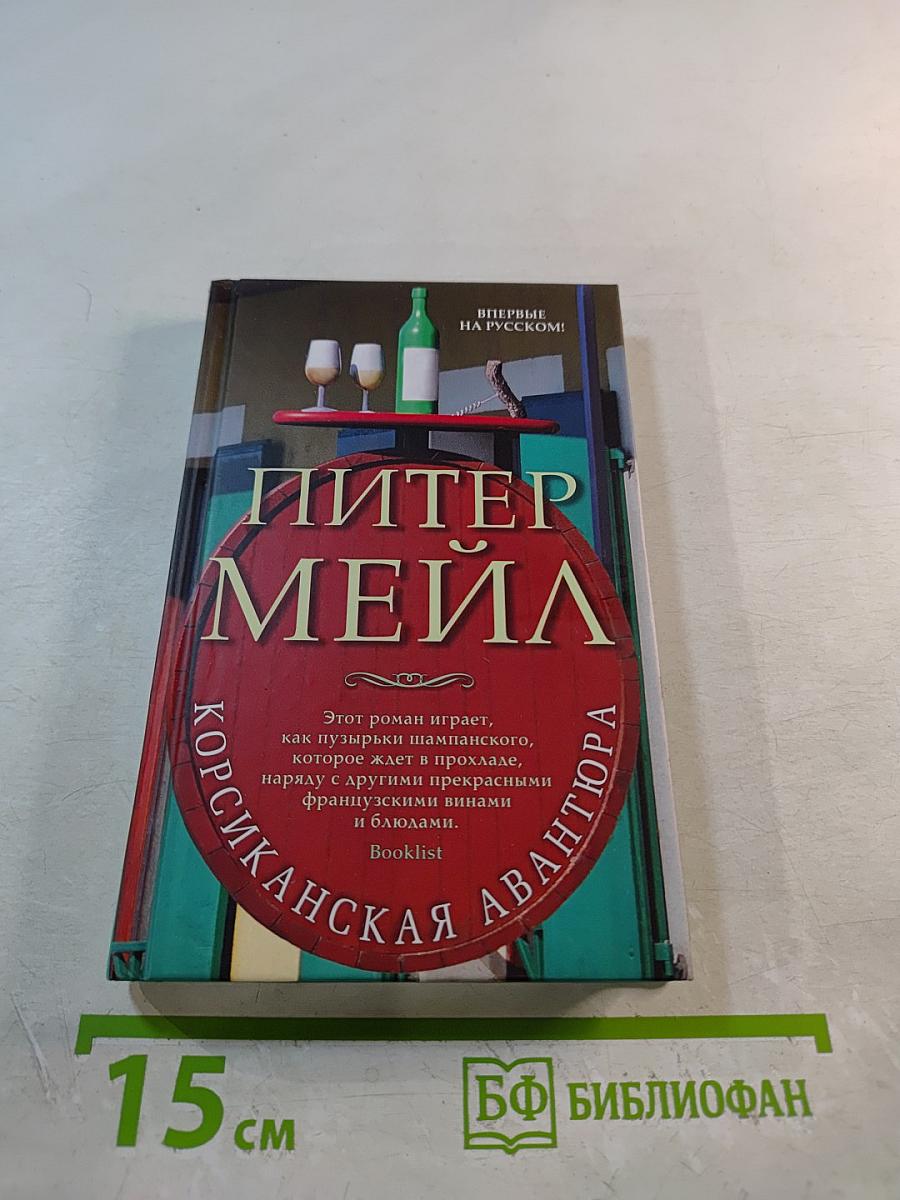 ВПЕРВЫЕ
НА РУССКОМ!
ПИТЕР
МЕЙЛ
Этот роман играет,
как пузырьки шампанского,
которое ждет в прохладе,
наряду с другими прекрасными
французскими винами
и блюдами.
Booklist
КОРСИКАНСКАЯ АВАНТЮРА
15 см
БФ БИБЛИОФАН